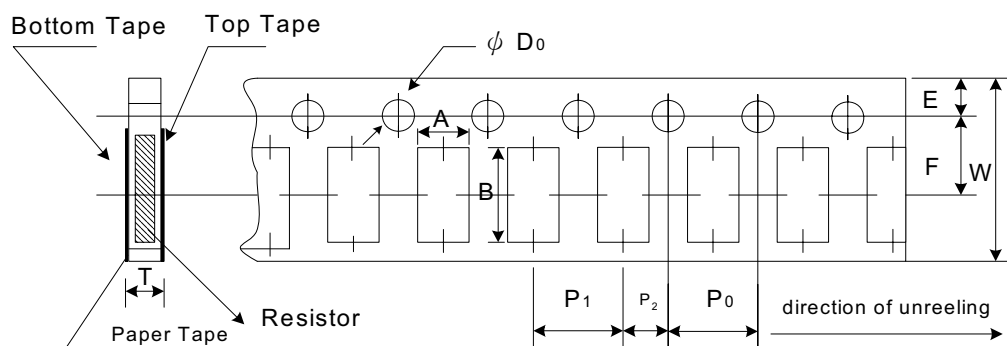 Bottom Tape
Top Tape
ϕ D0
E
A
F
W
B
T
P1
P2
P0
direction of unreeling
Resistor
Paper Tape